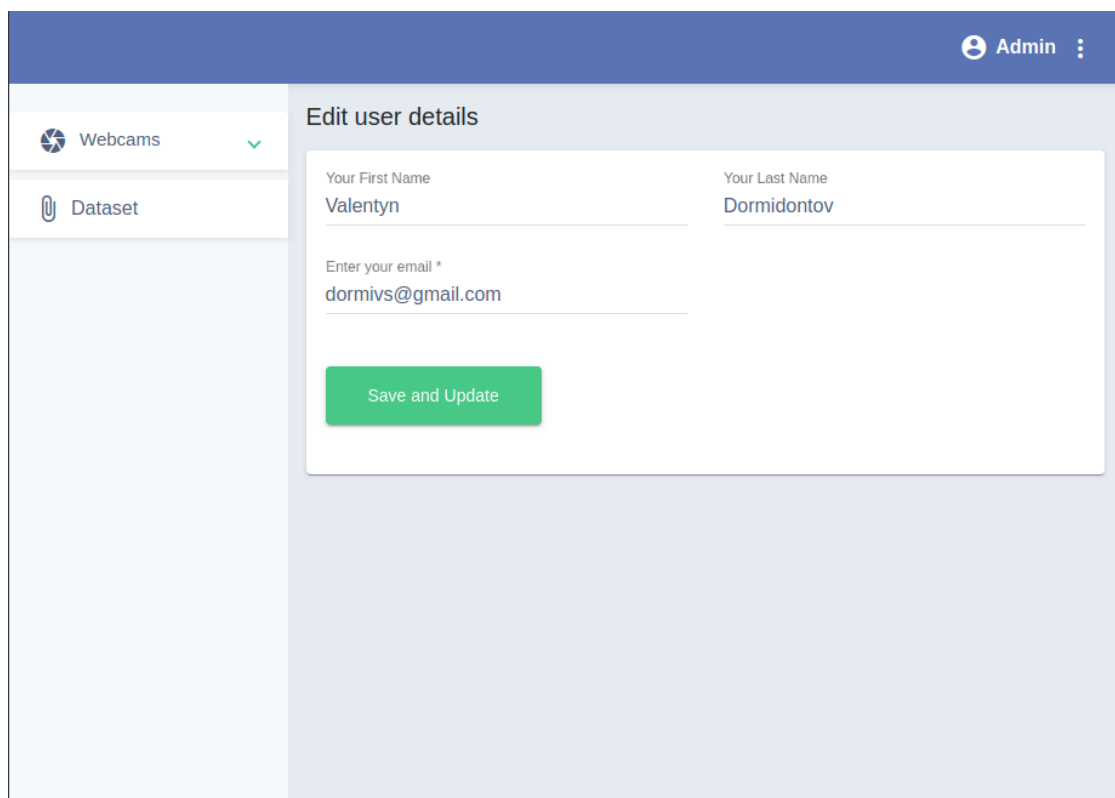 Admin
Webcams
Dataset
Edit user details
Your First Name
Valentyn
Your Last Name
Dormidontov
Enter your email *
dormivs@gmail.com
Save and Update